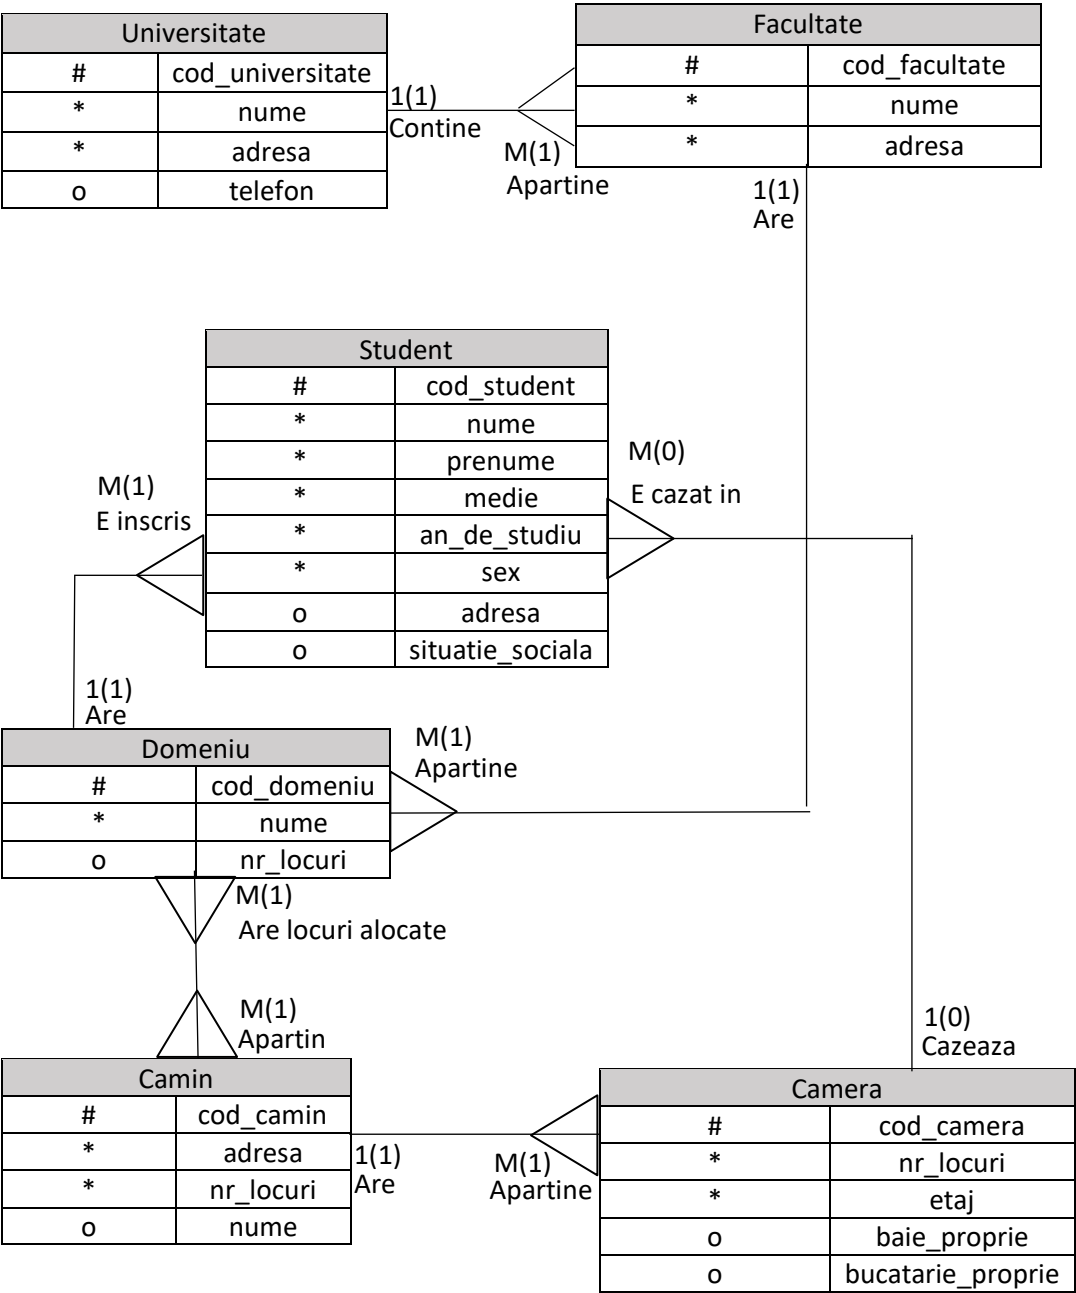 Universitate
# cod_universitate
* nume
* adresa
o telefon
1(1)
Contine
M(1)
Apartine
Facultate
# cod_facultate
* nume
* adresa
1(1)
Are
Student
# cod_student
* nume
* prenume
* medie
* an_de_studiu
* sex
o adresa
o situatie_sociala
M(1)
E inscris
M(0)
E cazat in
1(1)
Are
Domeniu
# cod_domeniu
* nume
o nr_locuri
M(1)
Apartine
M(1)
Are locuri alocate
M(1)
Apartin
Camin
# cod_camin
* adresa
* nr_locuri
o nume
1(1)
Are
M(1)
Apartine
1(0)
Cazeaza
Camera
# cod_camera
* nr_locuri
* etaj
o baie_proprie
o bucatarie_proprie